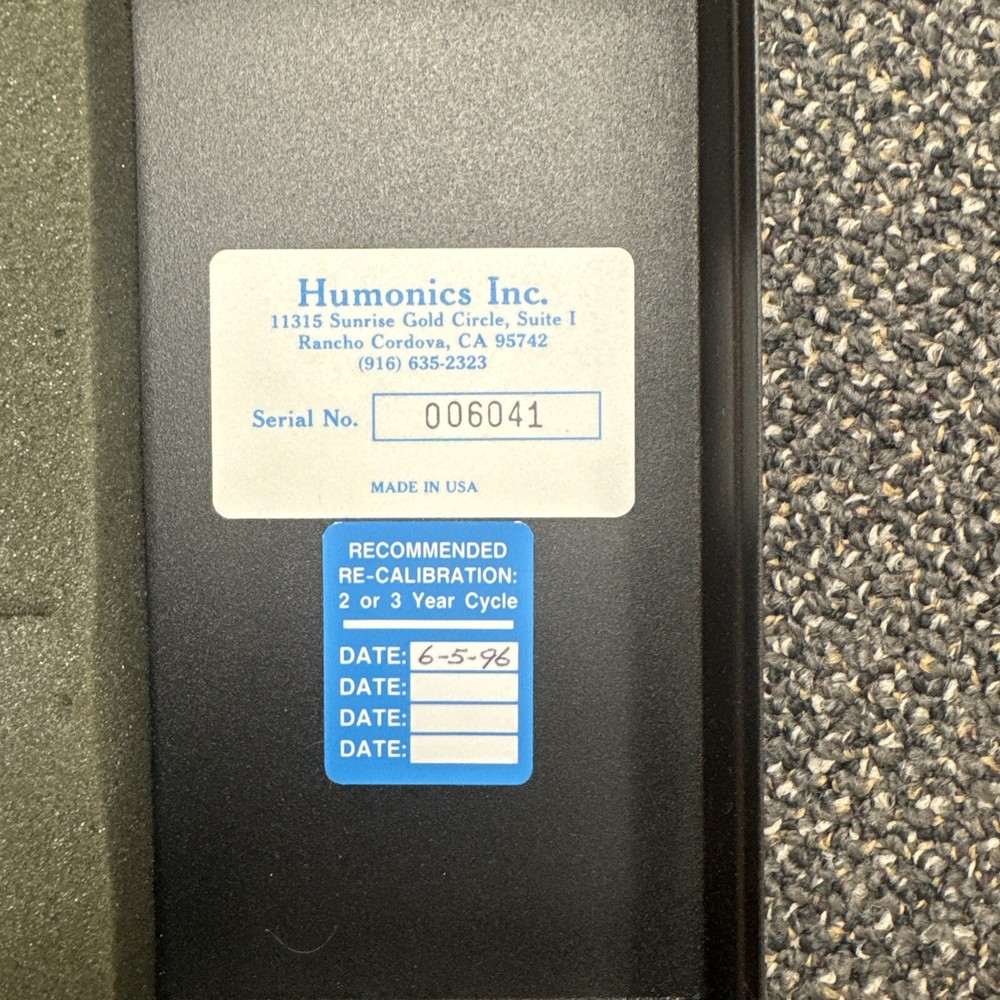 Humonics Inc.
11315 Sunrise Gold Circle, Suite I
Rancho Cordova, CA 95742
(916) 635-2323
Serial No. 006041
MADE IN USA
RECOMMENDED
RE-CALIBRATION:
2 or 3 Year Cycle
DATE: 6-5-96
DATE:
DATE:
DATE: